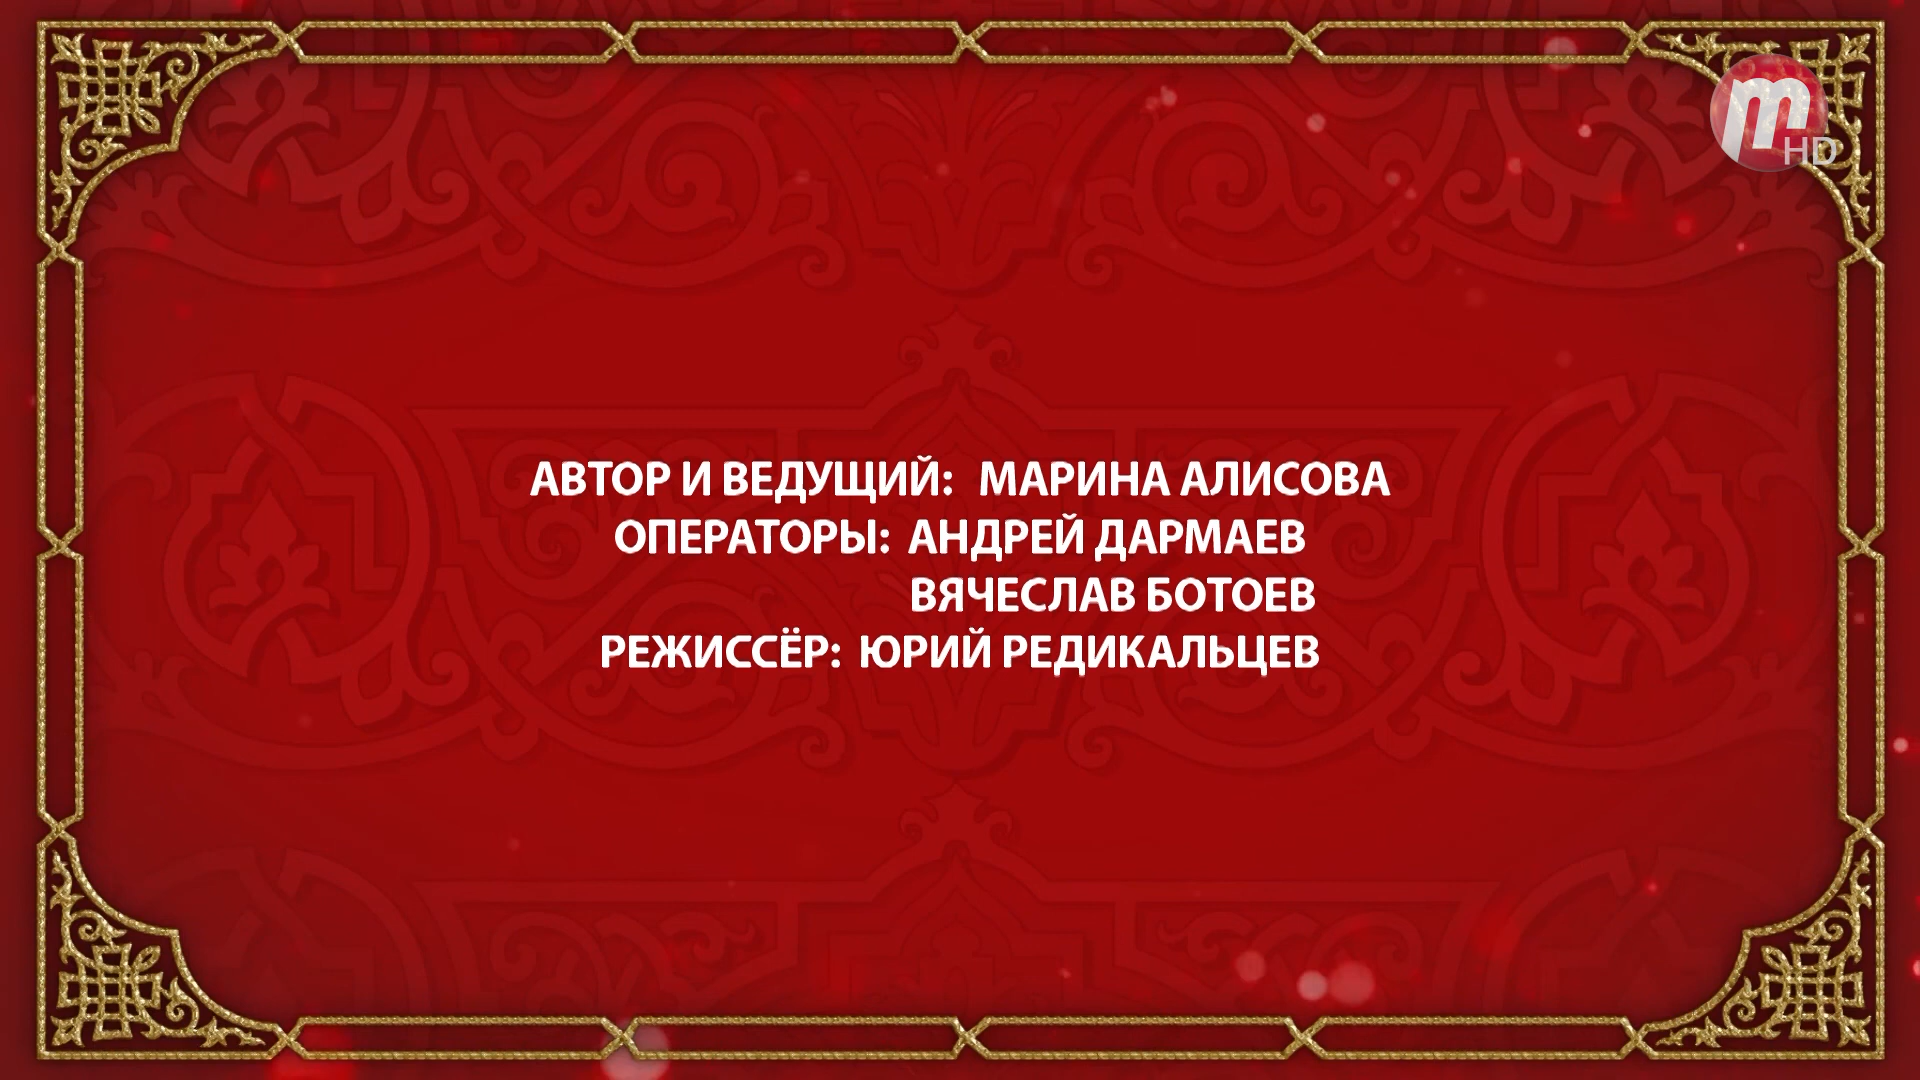 m HD
АВТОР И ВЕДУЩИЙ: МАРИНА АЛИСОВА
ОПЕРАТОРЫ: АНДРЕЙ ДАРМАЕВ
ВЯЧЕСЛАВ БОТОЕВ
РЕЖИССЁР: ЮРИЙ РЕДИКАЛЬЦЕВ